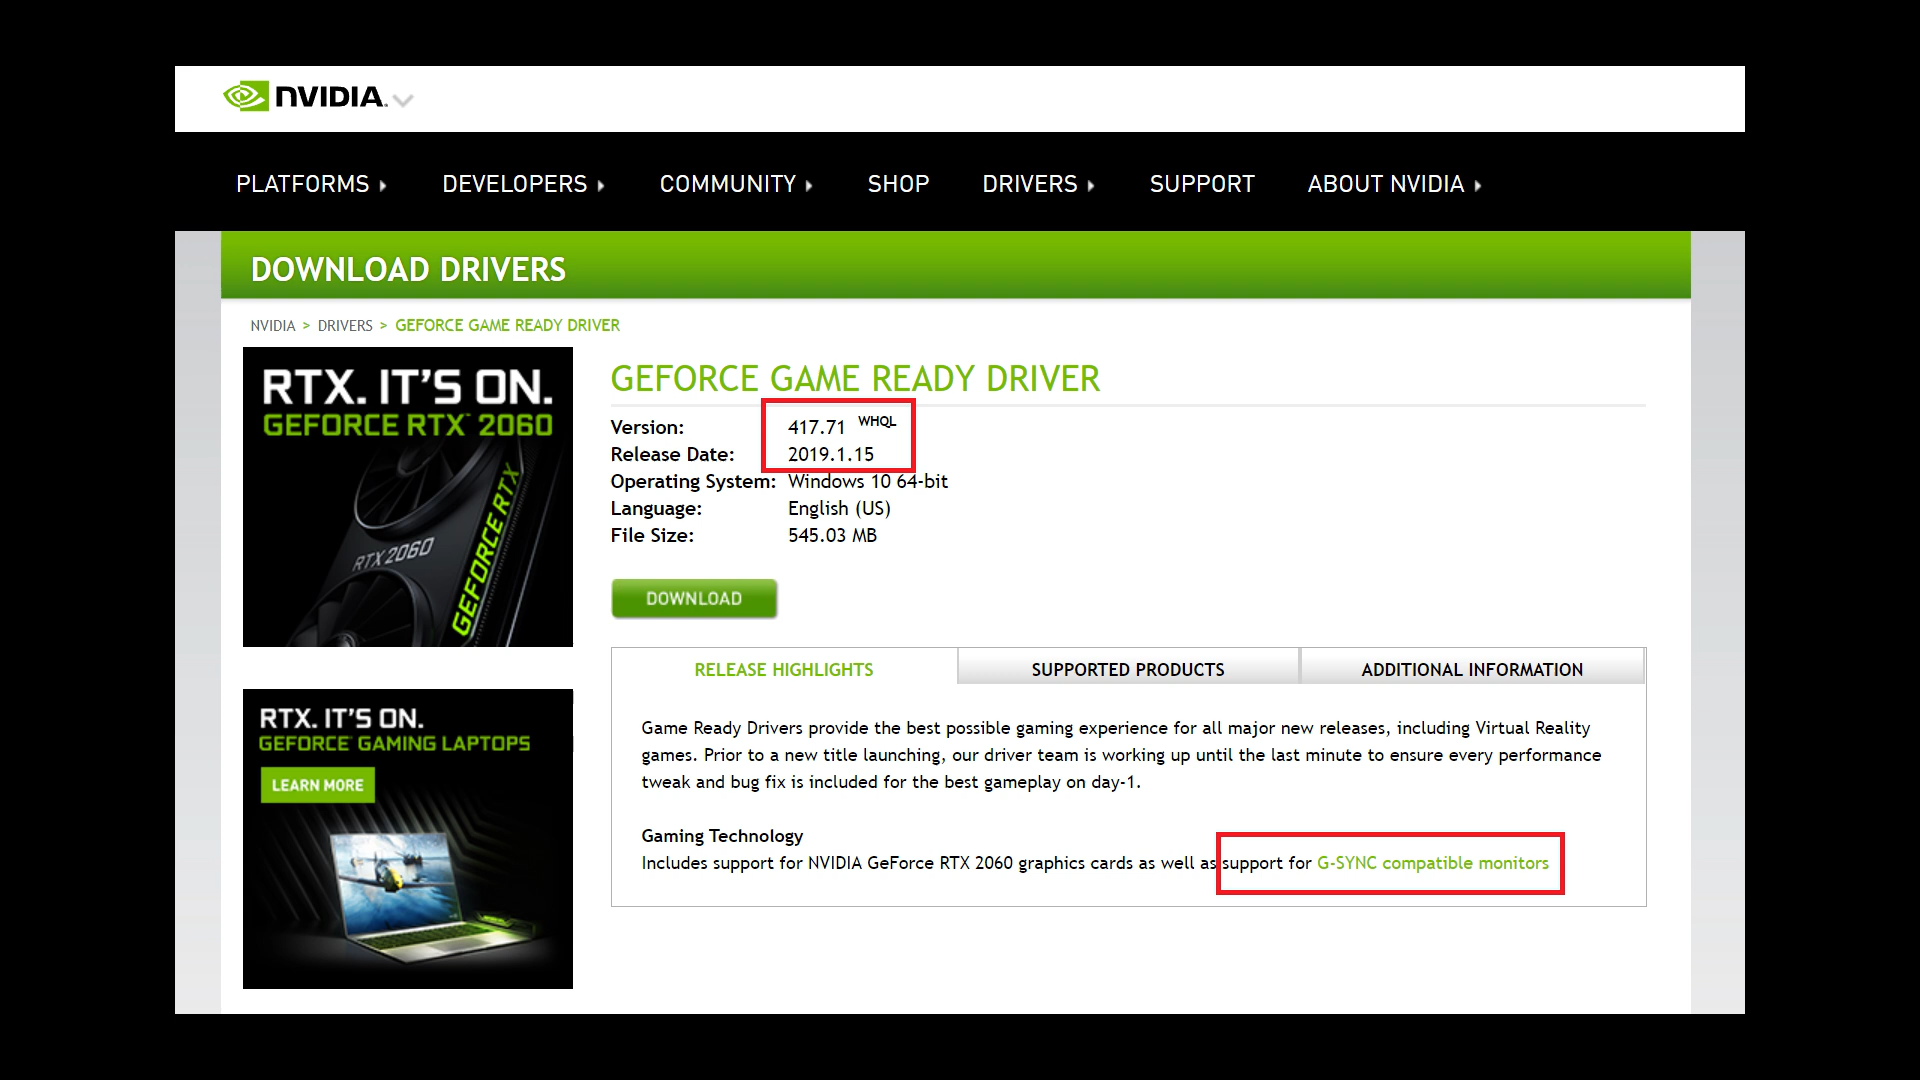 NVIDIA.
PLATFORMS DEVELOPERS COMMUNITY SHOP DRIVERS SUPPORT ABOUT NVIDIA
DOWNLOAD DRIVERS
NVIDIA > DRIVERS > GEFORCE GAME READY DRIVER
RTX. IT'S ON.
GEFORCE RTX™ 2060
RTX 2060
GEFORCE RTX
RTX. IT'S ON.
GEFORCE® GAMING LAPTOPS
LEARN MORE
GEFORCE GAME READY DRIVER
Version: 417.71 WHQL
Release Date: 2019.1.15
Operating System: Windows 10 64-bit
Language: English (US)
File Size: 545.03 MB
DOWNLOAD
RELEASE HIGHLIGHTS SUPPORTED PRODUCTS ADDITIONAL INFORMATION
Game Ready Drivers provide the best possible gaming experience for all major new releases, including Virtual Reality
games. Prior to a new title launching, our driver team is working up until the last minute to ensure every performance
tweak and bug fix is included for the best gameplay on day-1.
Gaming Technology
Includes support for NVIDIA GeForce RTX 2060 graphics cards as well as support for G-SYNC compatible monitors